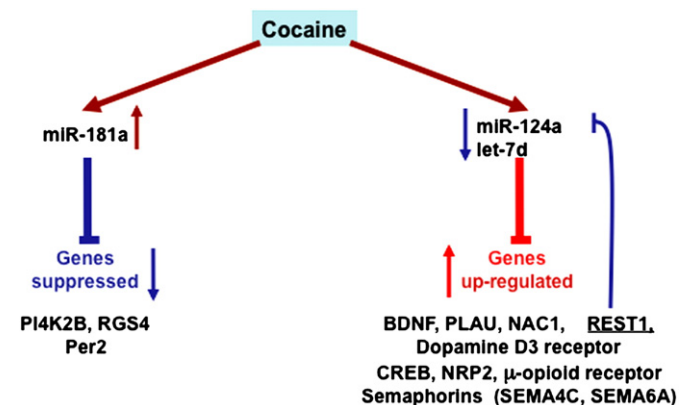 Cocaine
miR-181a
miR-124a
let-7d
Genes
suppressed
Genes
up-regulated
PI4K2B, RGS4
Per2
BDNF, PLAU, NAC1, REST1,
Dopamine D3 receptor
CREB, NRP2, μ-opioid receptor
Semaphorins (SEMA4C, SEMA6A)